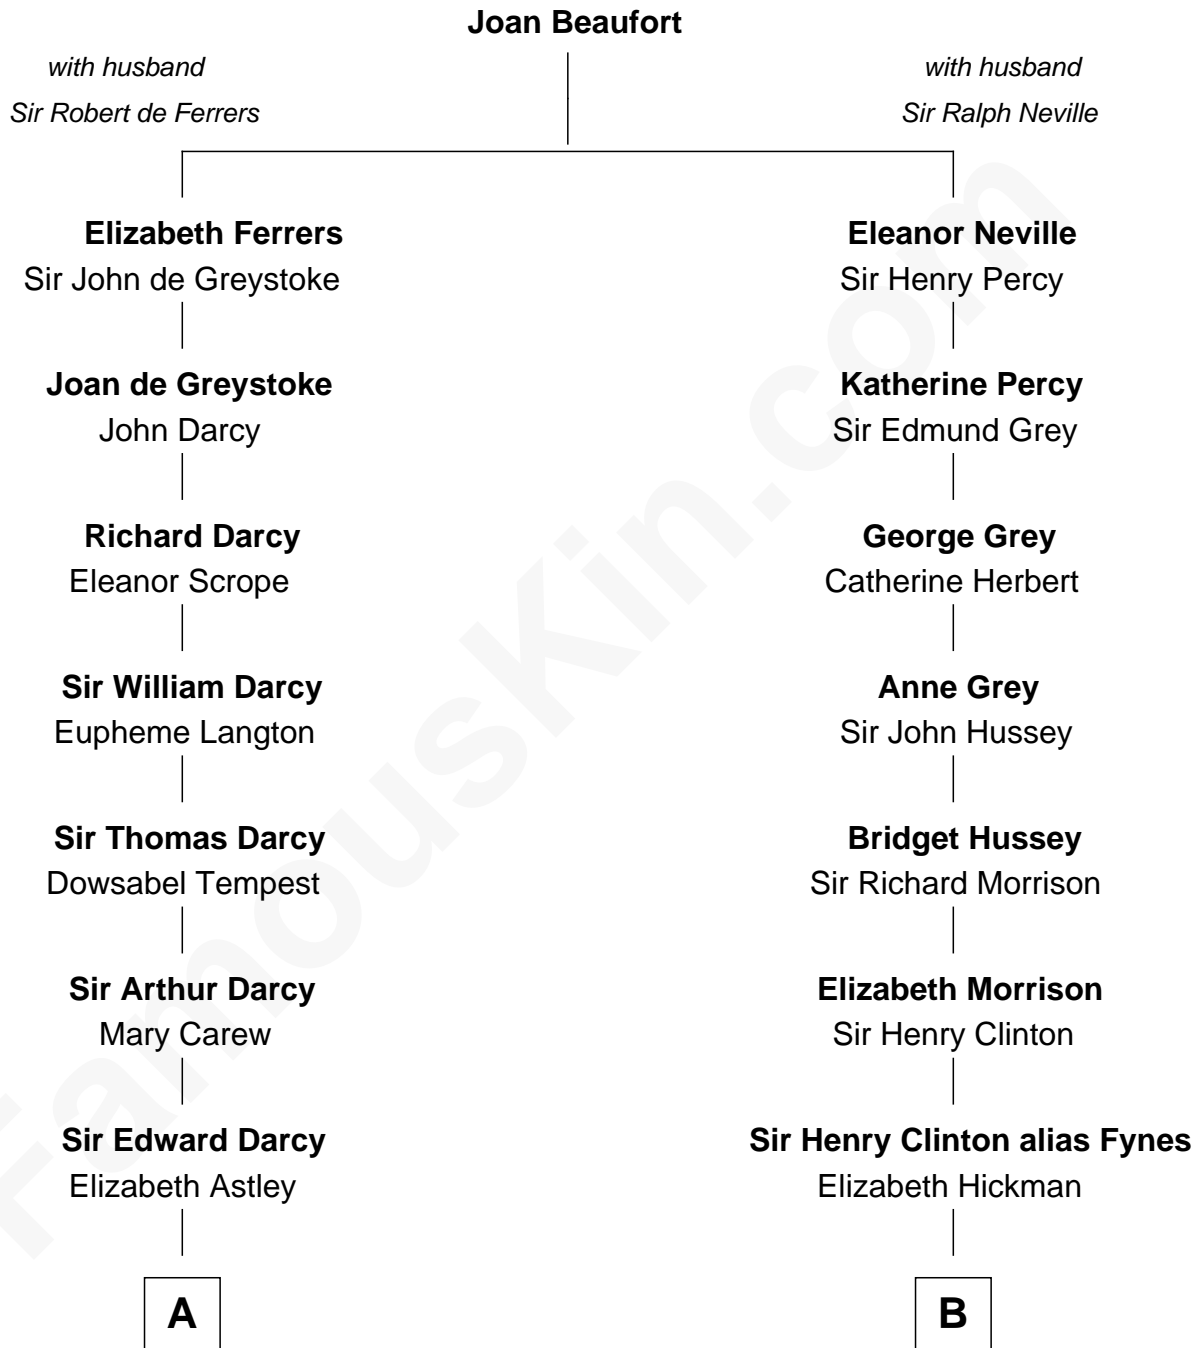 Joan Beaufort
with husband
Sir Robert de Ferrers
with husband
Sir Ralph Neville
Elizabeth Ferrers
Sir John de Greystoke
Eleanor Neville
Sir Henry Percy
Joan de Greystoke
John Darcy
Katherine Percy
Sir Edmund Grey
Richard Darcy
Eleanor Scrope
George Grey
Catherine Herbert
Sir William Darcy
Eupheme Langton
Anne Grey
Sir John Hussey
Sir Thomas Darcy
Dowsabel Tempest
Bridget Hussey
Sir Richard Morrison
Sir Arthur Darcy
Mary Carew
Elizabeth Morrison
Sir Henry Clinton
Sir Edward Darcy
Elizabeth Astley
Sir Henry Clinton alias Fynes
Elizabeth Hickman
A
B
FamousKin.com